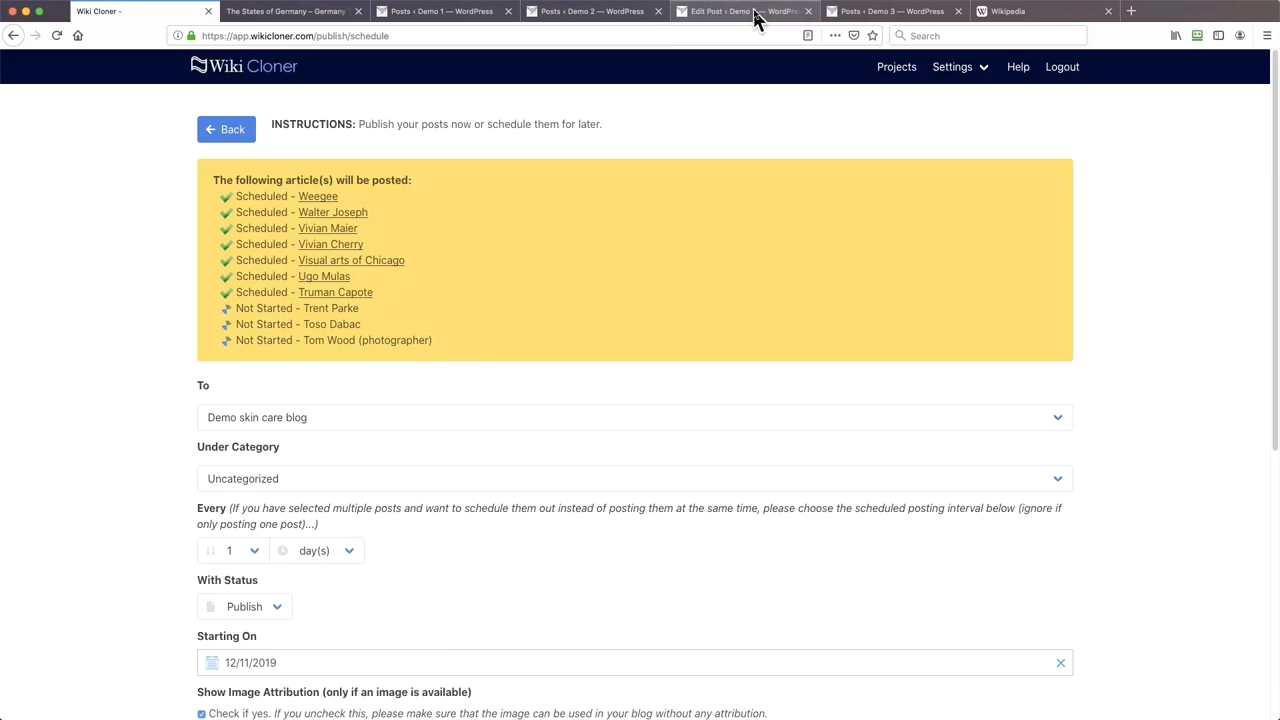 Wiki Cloner -
The States of Germany – Germany
Posts ‹ Demo 1 — WordPress
Posts ‹ Demo 2 — WordPress
Edit Post ‹ Demo
Posts ‹ Demo 3 — WordPress
Wikipedia
https://app.wikicloner.com/publish/schedule
Search
Wiki Cloner
Projects
Settings
Help
Logout
Back
INSTRUCTIONS: Publish your posts now or schedule them for later.
The following article(s) will be posted:
Scheduled - Weegee
Scheduled - Walter Joseph
Scheduled - Vivian Maier
Scheduled - Vivian Cherry
Scheduled - Visual arts of Chicago
Scheduled - Ugo Mulas
Scheduled - Truman Capote
Not Started - Trent Parke
Not Started - Toso Dabac
Not Started - Tom Wood (photographer)
To
Demo skin care blog
Under Category
Uncategorized
Every (If you have selected multiple posts and want to schedule them out instead of posting them at the same time, please choose the scheduled posting interval below (ignore if
only posting one post)...)
1
day(s)
With Status
Publish
Starting On
12/11/2019
Show Image Attribution (only if an image is available)
Check if yes. If you uncheck this, please make sure that the image can be used in your blog without any attribution.